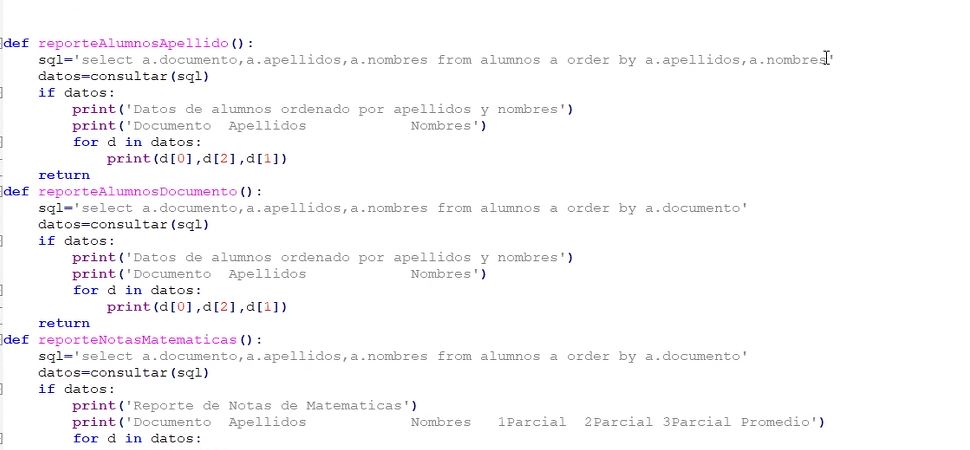 def reporteAlumnosApellido():
    sql='select a.documento,a.apellidos,a.nombres from alumnos a order by a.apellidos,a.nombres'
    datos=consultar(sql)
    if datos:
        print('Datos de alumnos ordenado por apellidos y nombres')
        print('Documento  Apellidos            Nombres')
        for d in datos:
            print(d[0],d[2],d[1])
    return
def reporteAlumnosDocumento():
    sql='select a.documento,a.apellidos,a.nombres from alumnos a order by a.documento'
    datos=consultar(sql)
    if datos:
        print('Datos de alumnos ordenado por apellidos y nombres')
        print('Documento  Apellidos            Nombres')
        for d in datos:
            print(d[0],d[2],d[1])
    return
def reporteNotasMatematicas():
    sql='select a.documento,a.apellidos,a.nombres from alumnos a order by a.documento'
    datos=consultar(sql)
    if datos:
        print('Reporte de Notas de Matematicas')
        print('Documento  Apellidos            Nombres   1Parcial  2Parcial 3Parcial Promedio')
        for d in datos: